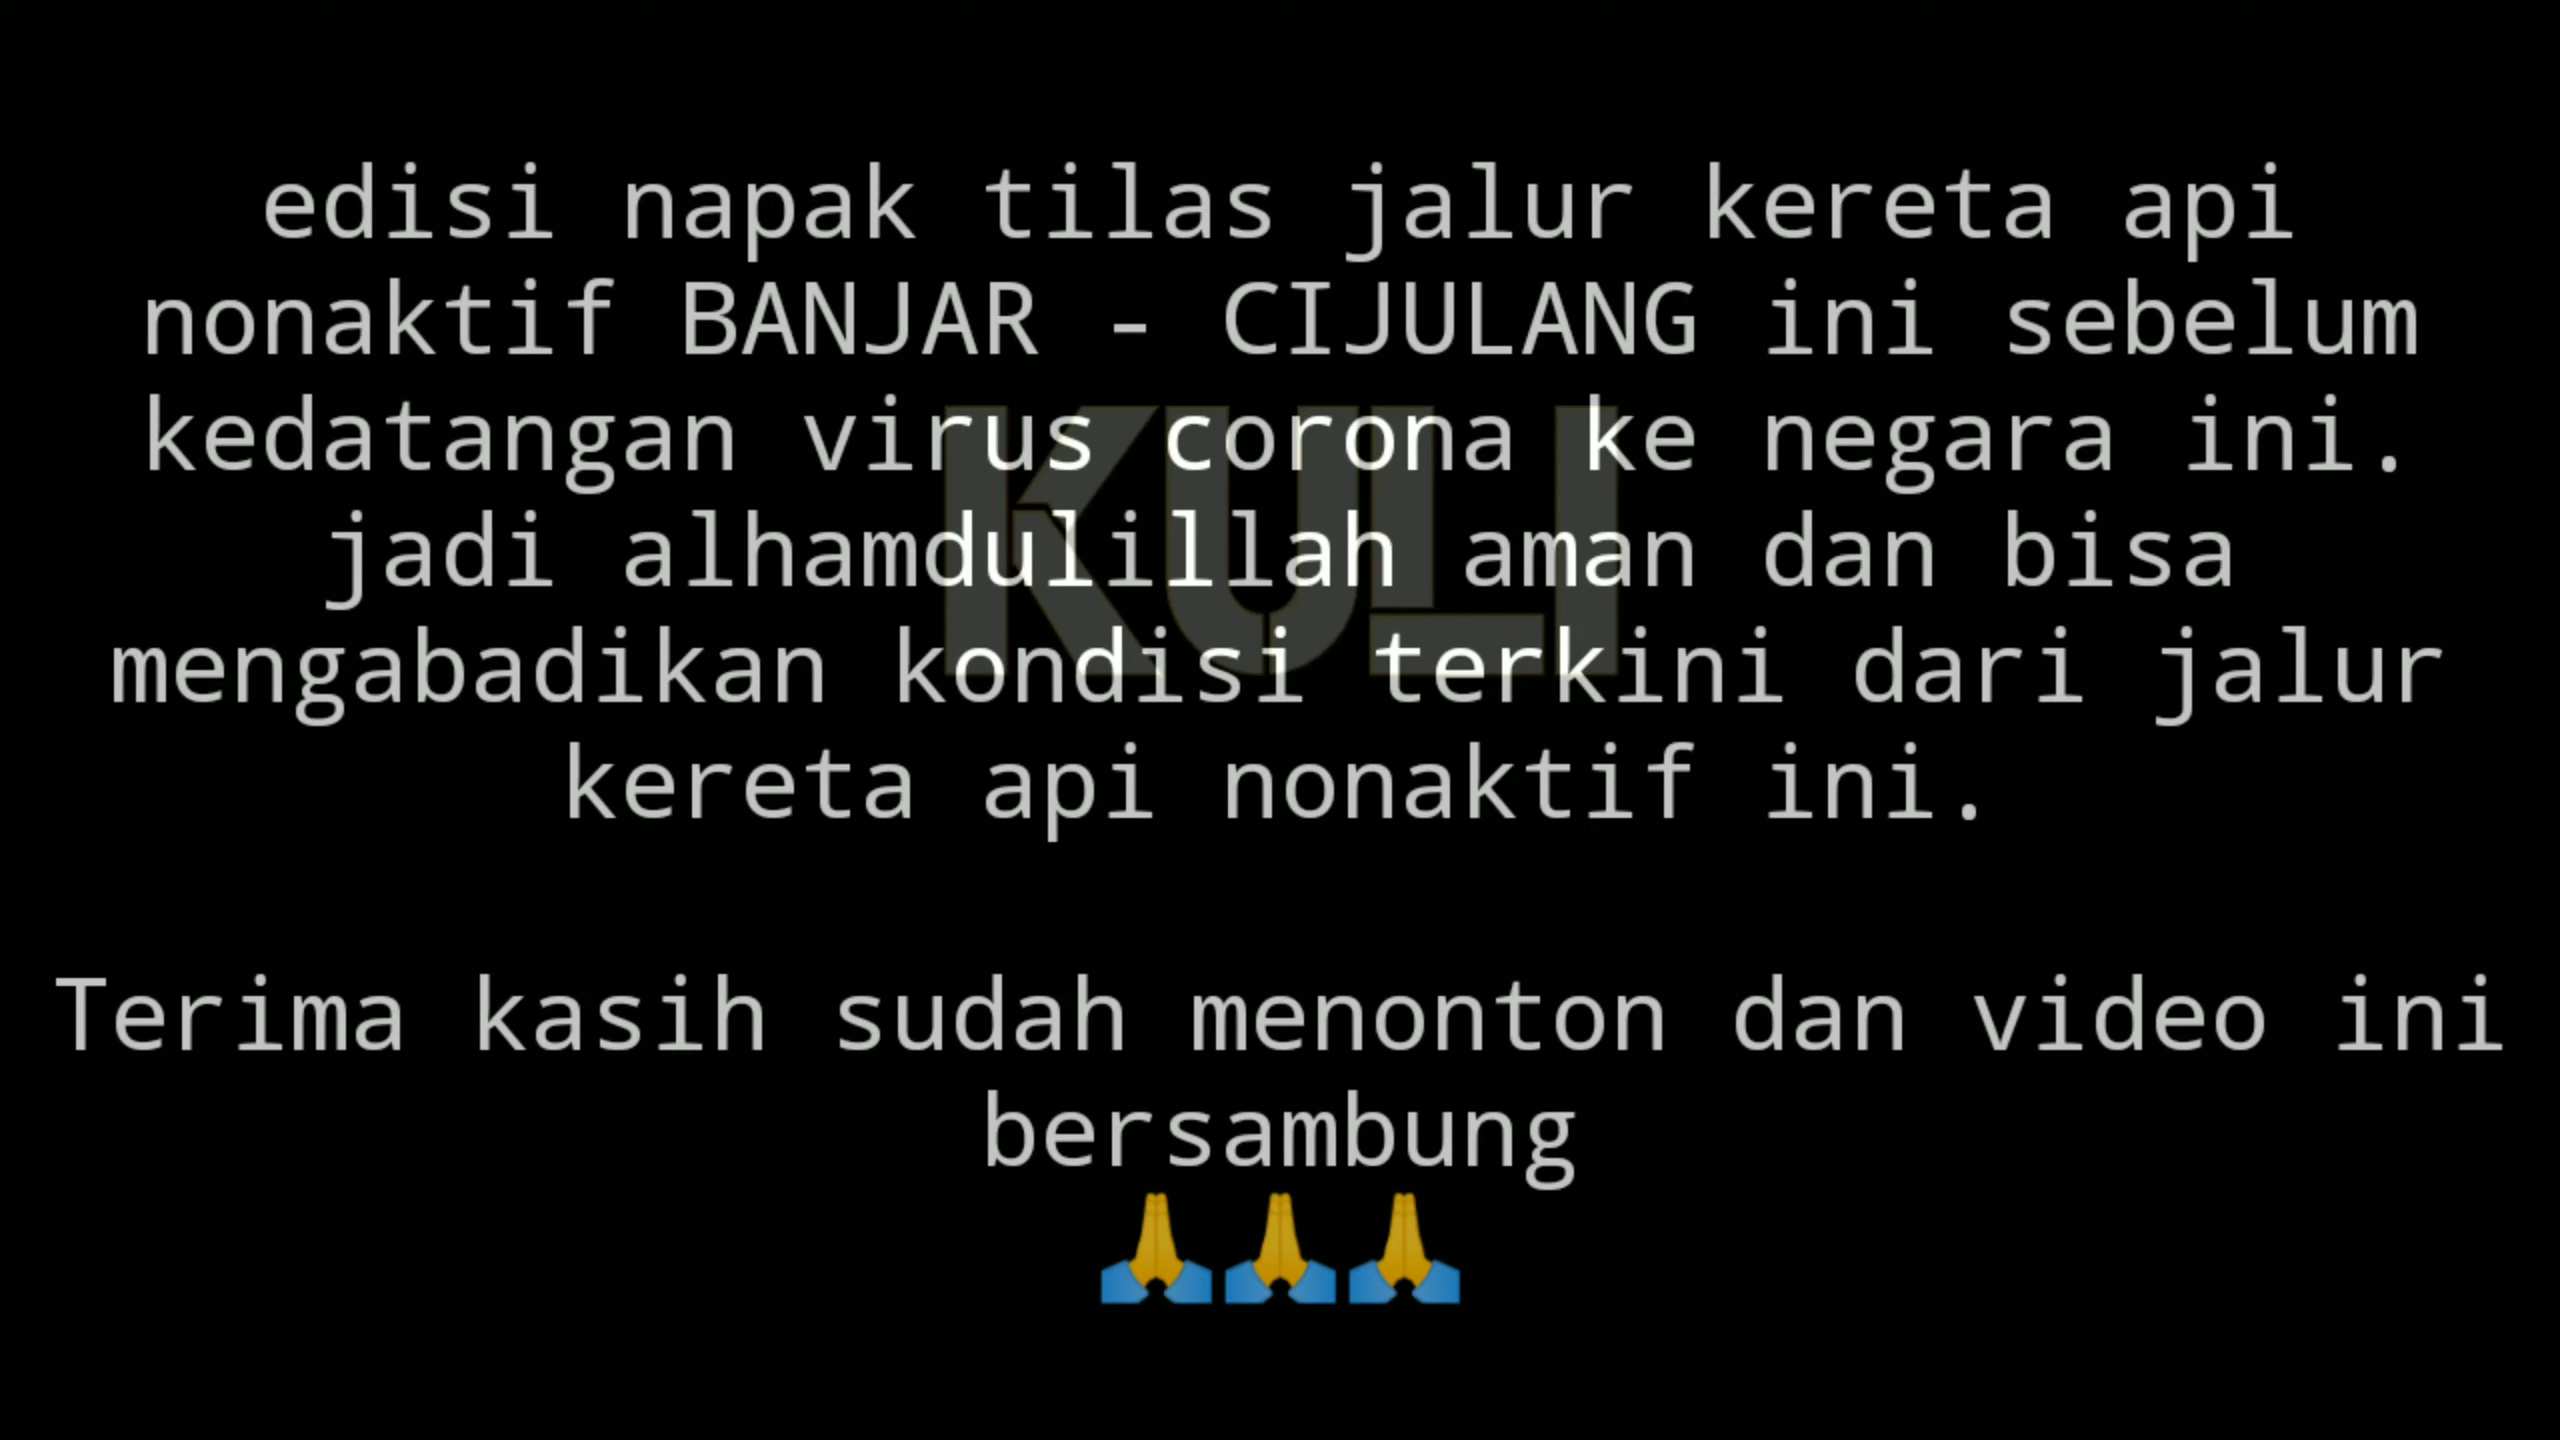 edisi napak tilas jalur kereta api
nonaktif BANJAR - CIJULANG ini sebelum
kedatangan virus corona ke negara ini.
jadi alhamdulillah aman dan bisa
mengabadikan kondisi terkini dari jalur
kereta api nonaktif ini.
Terima kasih sudah menonton dan video ini
bersambung
🙏🙏🙏
KULI